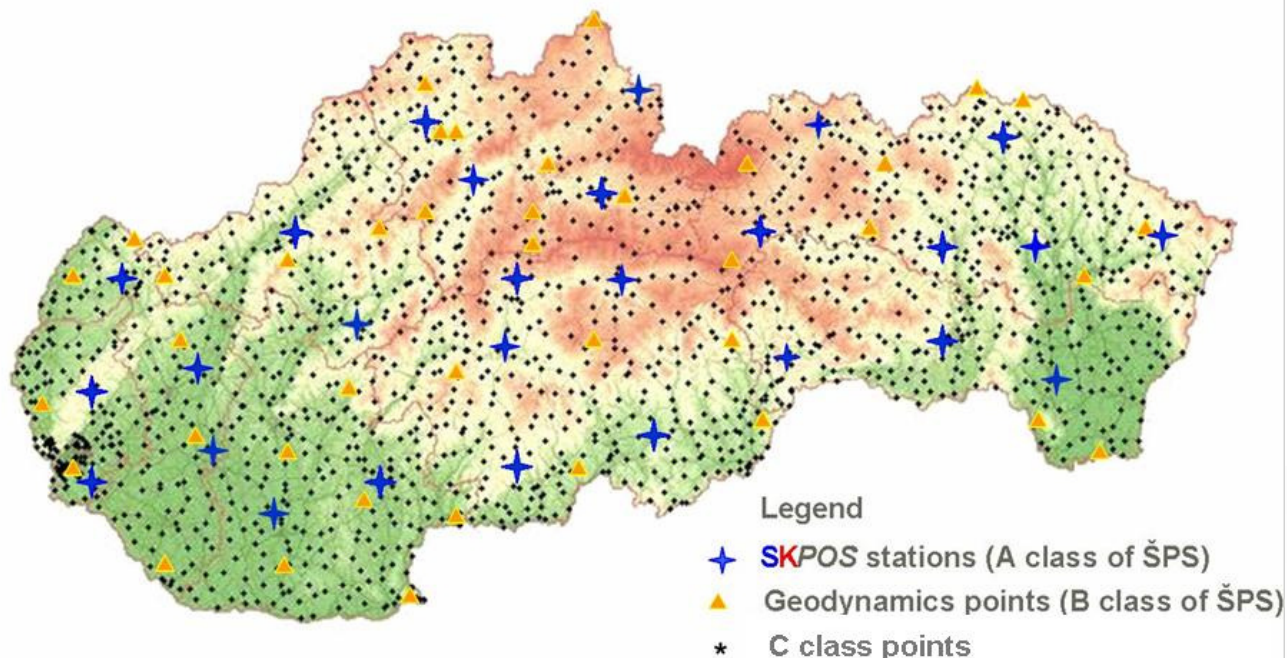 Legend
SKPOS stations (A class of ŠPS)
Geodynamics points (B class of ŠPS)
C class points